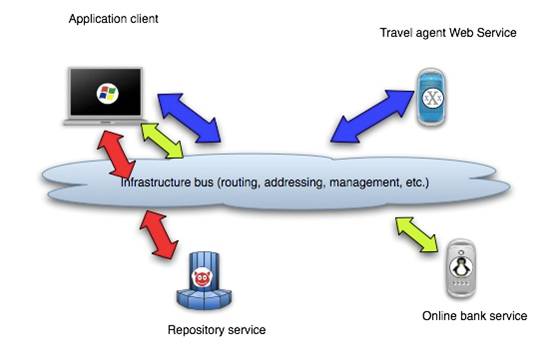 Application client
Travel agent Web Service
Infrastructure bus (routing, addressing, management, etc.)
Repository service
Online bank service